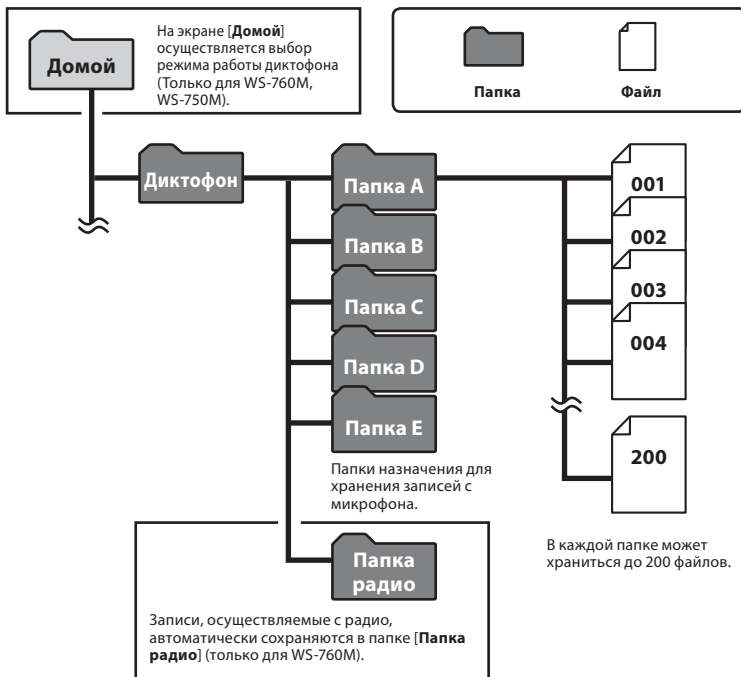 Домой
На экране [Домой]
осуществляется выбор
режима работы диктофона
(Только для WS-760M,
WS-750M).
Папка
Файл
Диктофон
Папка A
Папка B
Папка C
Папка D
Папка E
Папки назначения для
хранения записей с
микрофона.
001
002
003
004
200
В каждой папке может
храниться до 200 файлов.
Папка
радио
Записи, осуществляемые с радио,
автоматически сохраняются в папке [Папка
радио] (только для WS-760M).